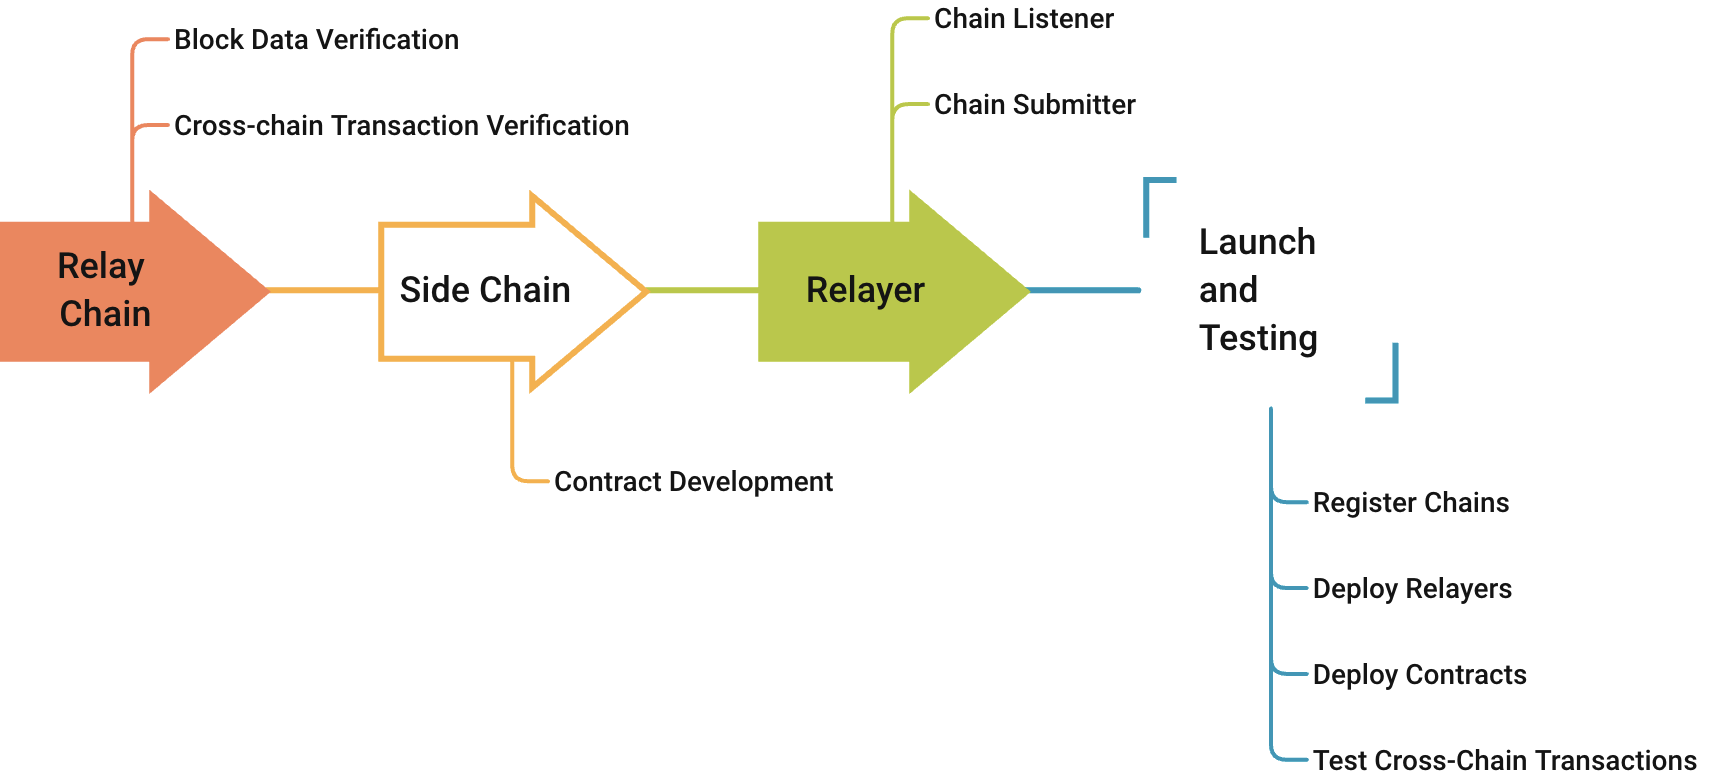 Block Data Verification
Cross-chain Transaction Verification
Relay
Chain
Side Chain
Contract Development
Chain Listener
Chain Submitter
Relayer
Launch
and
Testing
Register Chains
Deploy Relayers
Deploy Contracts
Test Cross-Chain Transactions